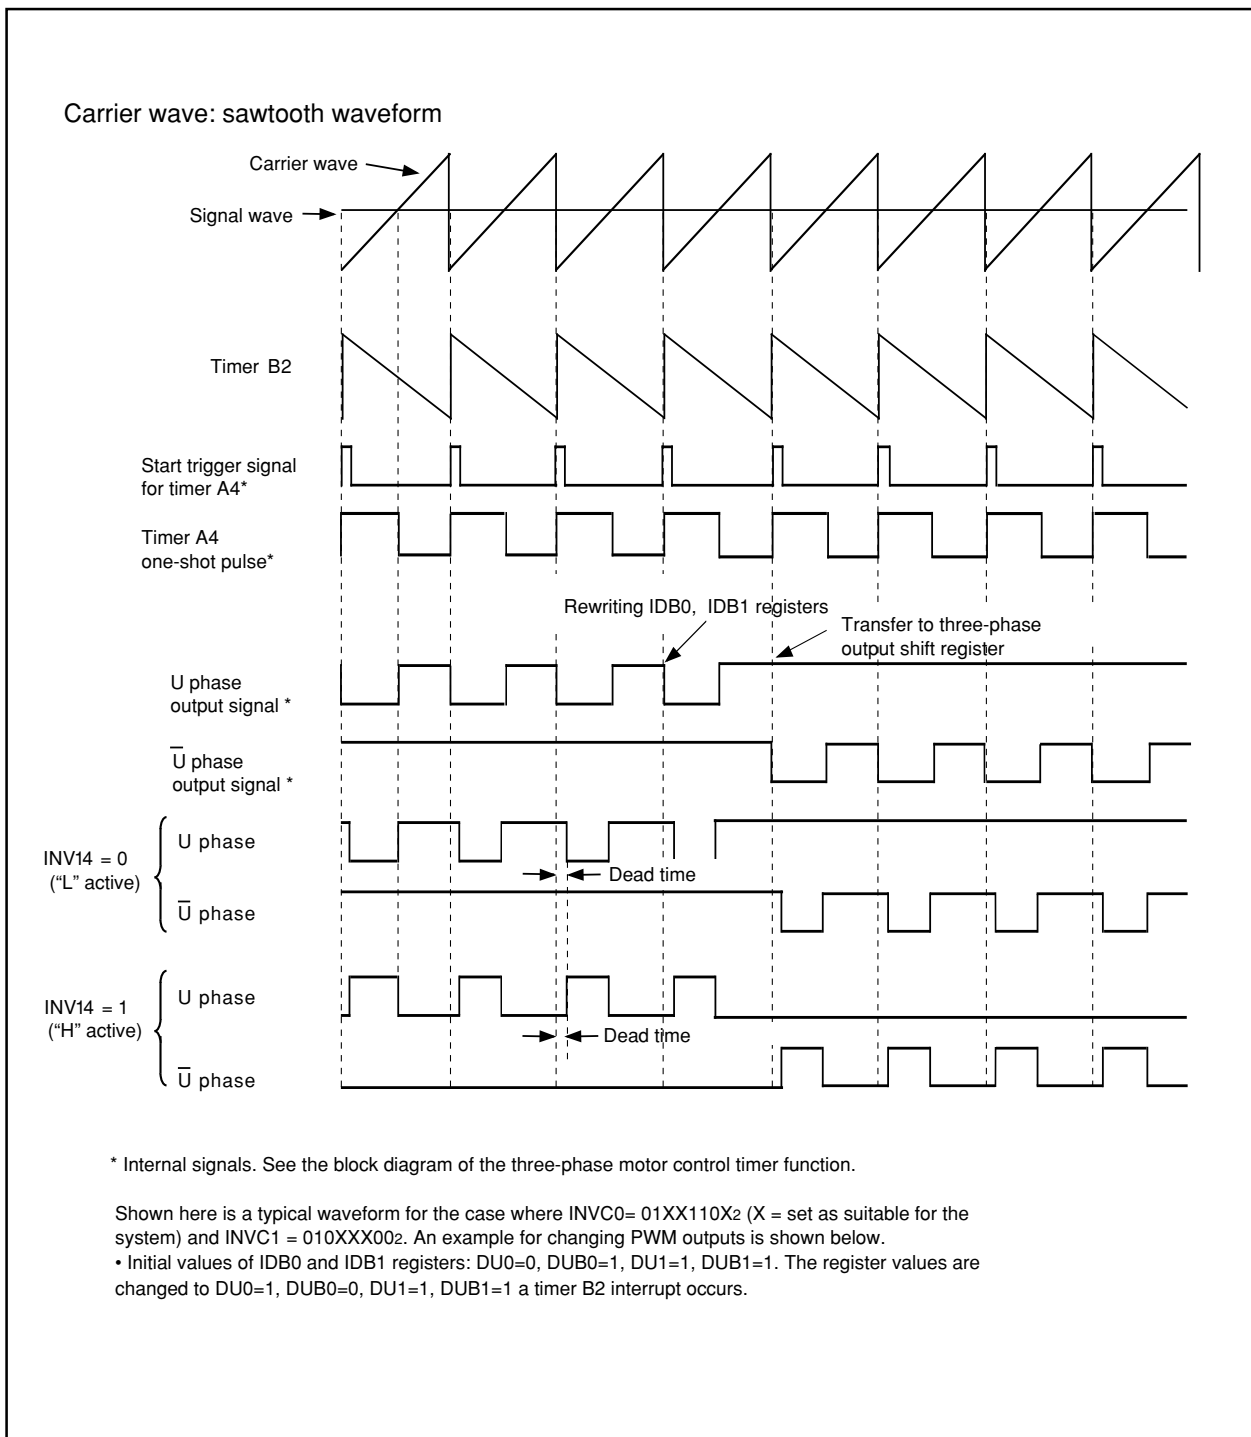 Carrier wave: sawtooth waveform
Carrier wave
Signal wave
Timer B2
Start trigger signal
for timer A4*
Timer A4
one-shot pulse*
Rewriting IDB0, IDB1 registers
Transfer to three-phase
output shift register
U phase
output signal *
U̅ phase
output signal *
INV14 = 0
("L" active)
U phase
Dead time
U̅ phase
INV14 = 1
("H" active)
U phase
Dead time
U̅ phase
* Internal signals. See the block diagram of the three-phase motor control timer function.
Shown here is a typical waveform for the case where INVC0= 01XX110X2 (X = set as suitable for the
system) and INVC1 = 010XXX002. An example for changing PWM outputs is shown below.
• Initial values of IDB0 and IDB1 registers: DU0=0, DUB0=1, DU1=1, DUB1=1. The register values are
changed to DU0=1, DUB0=0, DU1=1, DUB1=1 a timer B2 interrupt occurs.